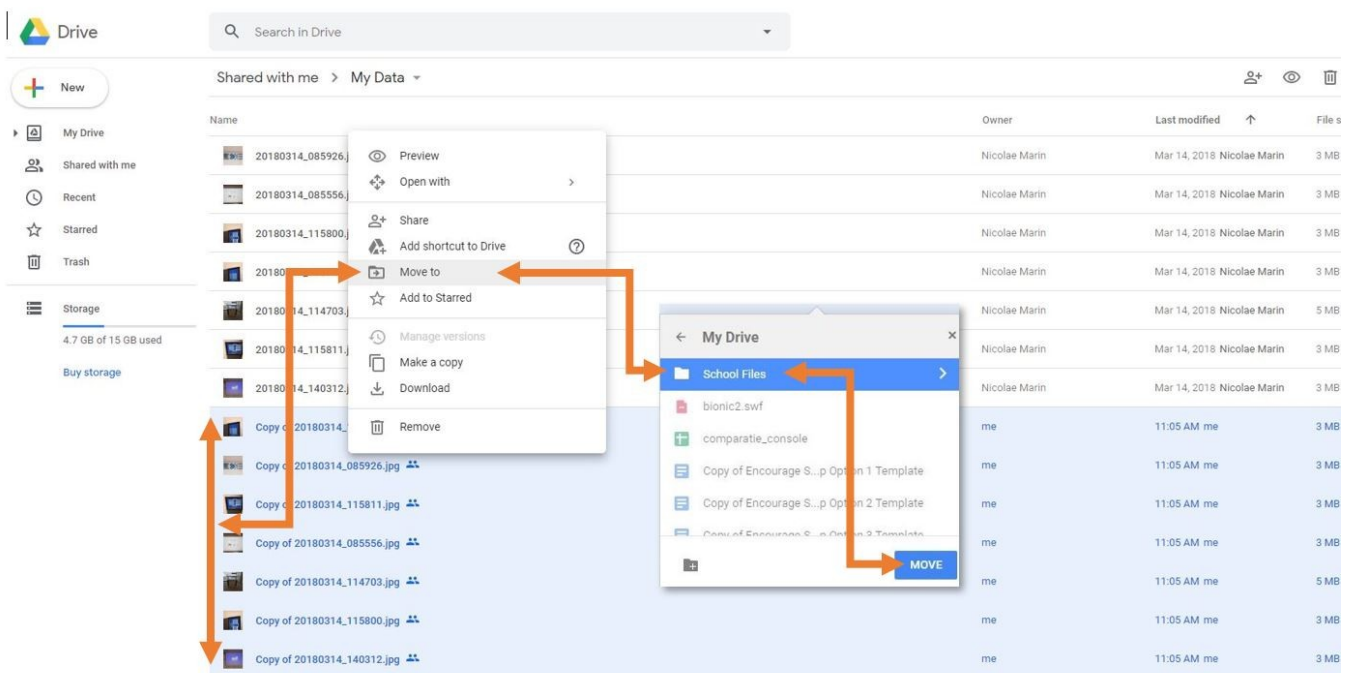 Drive
Search in Drive
New
My Drive
Shared with me
Recent
Starred
Trash
Storage
4.7 GB of 15 GB used
Buy storage
Shared with me > My Data
Name Owner Last modified File s
20180314_085926.j Nicolae Marin Mar 14, 2018 Nicolae Marin 3 MB
20180314_085556.j Nicolae Marin Mar 14, 2018 Nicolae Marin 3 MB
20180314_115800.j Nicolae Marin Mar 14, 2018 Nicolae Marin 3 MB
Nicolae Marin Mar 14, 2018 Nicolae Marin 3 MB
Nicolae Marin Mar 14, 2018 Nicolae Marin 5 MB
Nicolae Marin Mar 14, 2018 Nicolae Marin 3 MB
Nicolae Marin Mar 14, 2018 Nicolae Marin 3 MB
Copy of 20180314_ me 11:05 AM me 3 MB
Copy of 20180314_085926.jpg me 11:05 AM me 3 MB
Copy of 20180314_115811.jpg me 11:05 AM me 3 MB
Copy of 20180314_085556.jpg me 11:05 AM me 3 MB
Copy of 20180314_114703.jpg me 11:05 AM me 5 MB
Copy of 20180314_115800.jpg me 11:05 AM me 3 MB
Copy of 20180314_140312.jpg me 11:05 AM me 3 MB
Preview
Open with
Share
Add shortcut to Drive
Move to
Add to Starred
Manage versions
Make a copy
Download
Remove
My Drive
School Files
bionic2.swf
comparatie_console
Copy of Encourage S...p Option 1 Template
Copy of Encourage S...p Option 2 Template
Copy of Encourage S...p Option 3 Template
MOVE